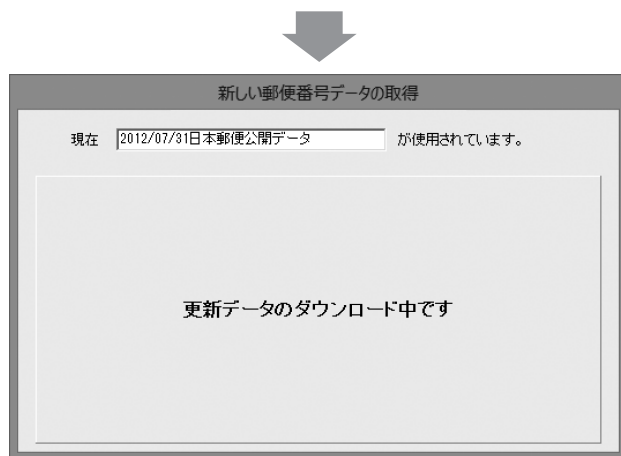 新しい郵便番号データの取得
現在 2012/07/31日本郵便公開データ が使用されています。
更新データのダウンロード中です